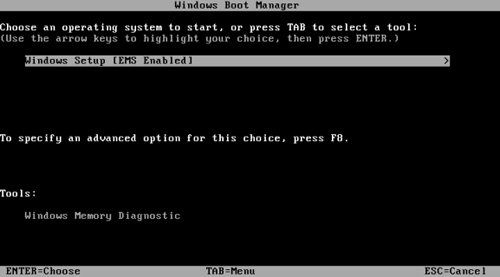 Windows Boot Manager
Choose an operating system to start, or press TAB to select a tool:
(Use the arrow keys to highlight your choice, then press ENTER.)
Windows Setup [EMS Enabled] >
To specify an advanced option for this choice, press F8.
Tools:
Windows Memory Diagnostic
ENTER=Choose TAB=Menu ESC=Cancel